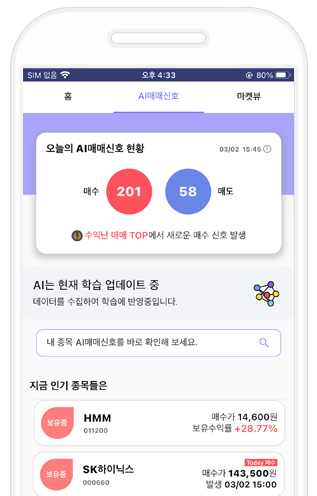 SIM 없음 오후 4:33 80%
홈 AI매매신호 마켓뷰
오늘의 AI매매신호 현황 03/02 15:45
매수 201 58 매도
수익난 매매 TOP에서 새로운 매수 신호 발생
AI는 현재 학습 업데이트 중
데이터를 수집하여 학습에 반영중입니다.
내 종목 AI매매신호를 바로 확인해 보세요.
지금 인기 종목들은
보유중 HMM 매수가 14,600원
011200 보유수익률 +28.77%
Today 매수
보유중 SK하이닉스 매수가 143,500원
000660 발생 03/02 15:00